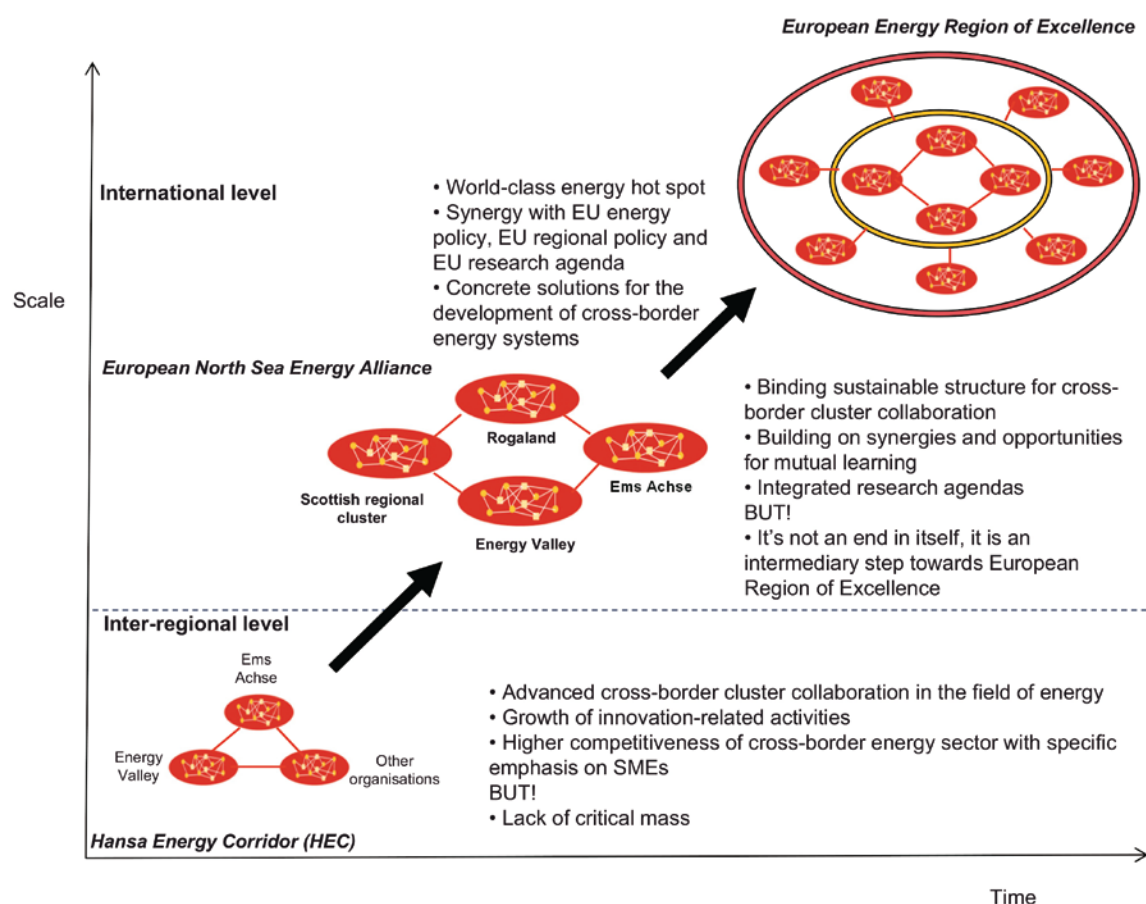 European Energy Region of Excellence
International level
• World-class energy hot spot
• Synergy with EU energy
policy, EU regional policy and
EU research agenda
• Concrete solutions for the
development of cross-border
energy systems
Scale
European North Sea Energy Alliance
Rogaland
Scottish regional
cluster
Ems Achse
Energy Valley
• Binding sustainable structure for cross-
border cluster collaboration
• Building on synergies and opportunities
for mutual learning
• Integrated research agendas
BUT!
• It's not an end in itself, it is an
intermediary step towards European
Region of Excellence
Inter-regional level
Ems
Achse
Energy
Valley
Other
organisations
Hansa Energy Corridor (HEC)
• Advanced cross-border cluster collaboration in the field of energy
• Growth of innovation-related activities
• Higher competitiveness of cross-border energy sector with specific
emphasis on SMEs
BUT!
• Lack of critical mass
Time